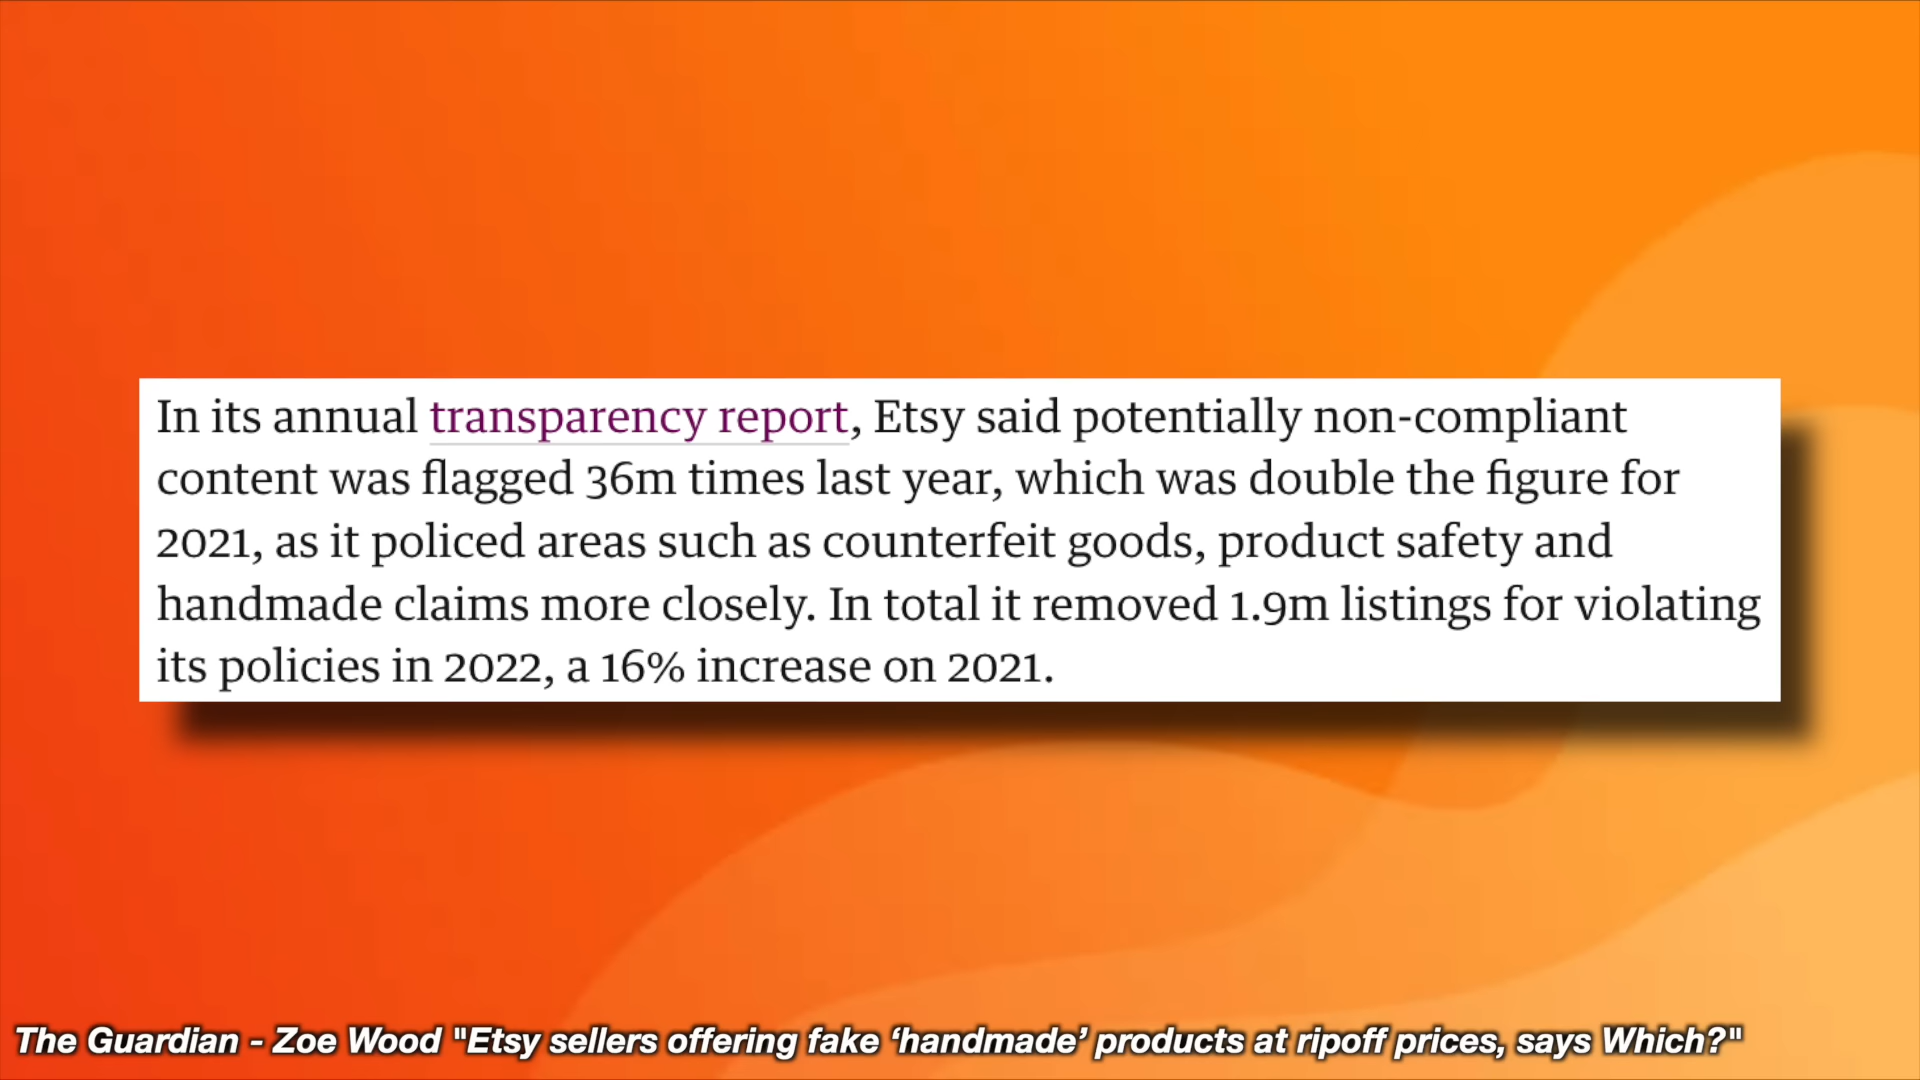 In its annual transparency report, Etsy said potentially non-compliant
content was flagged 36m times last year, which was double the figure for
2021, as it policed areas such as counterfeit goods, product safety and
handmade claims more closely. In total it removed 1.9m listings for violating
its policies in 2022, a 16% increase on 2021.
The Guardian - Zoe Wood "Etsy sellers offering fake ‘handmade’ products at ripoff prices, says Which?"